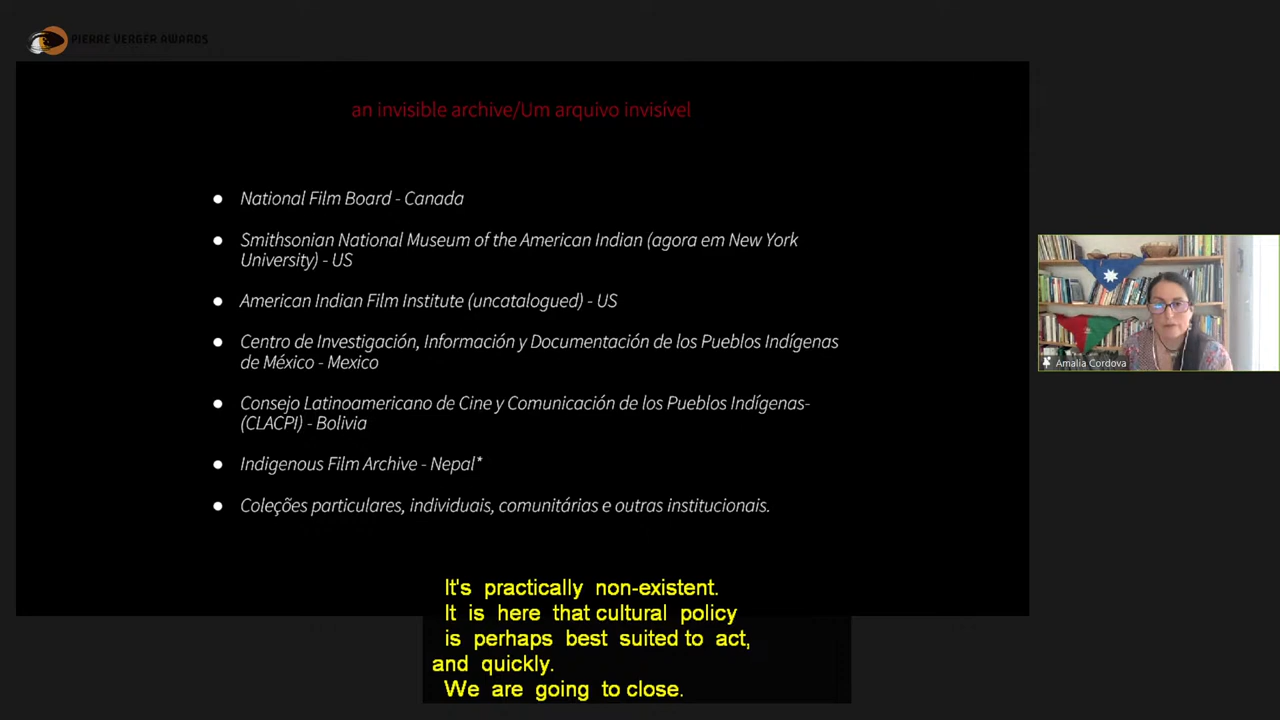 PIERRE VERGER AWARDS
an invisible archive/Um arquivo invisível
● National Film Board - Canada
● Smithsonian National Museum of the American Indian (agora em New York
University) - US
● American Indian Film Institute (uncatalogued) - US
● Centro de Investigación, Información y Documentación de los Pueblos Indígenas
de México - Mexico
● Consejo Latinoamericano de Cine y Comunicación de los Pueblos Indígenas-
(CLACPI) - Bolivia
● Indigenous Film Archive - Nepal*
● Coleções particulares, individuais, comunitárias e outras institucionais.
Amalia Cordova
It's practically non-existent.
It is here that cultural policy
is perhaps best suited to act,
and quickly.
We are going to close.